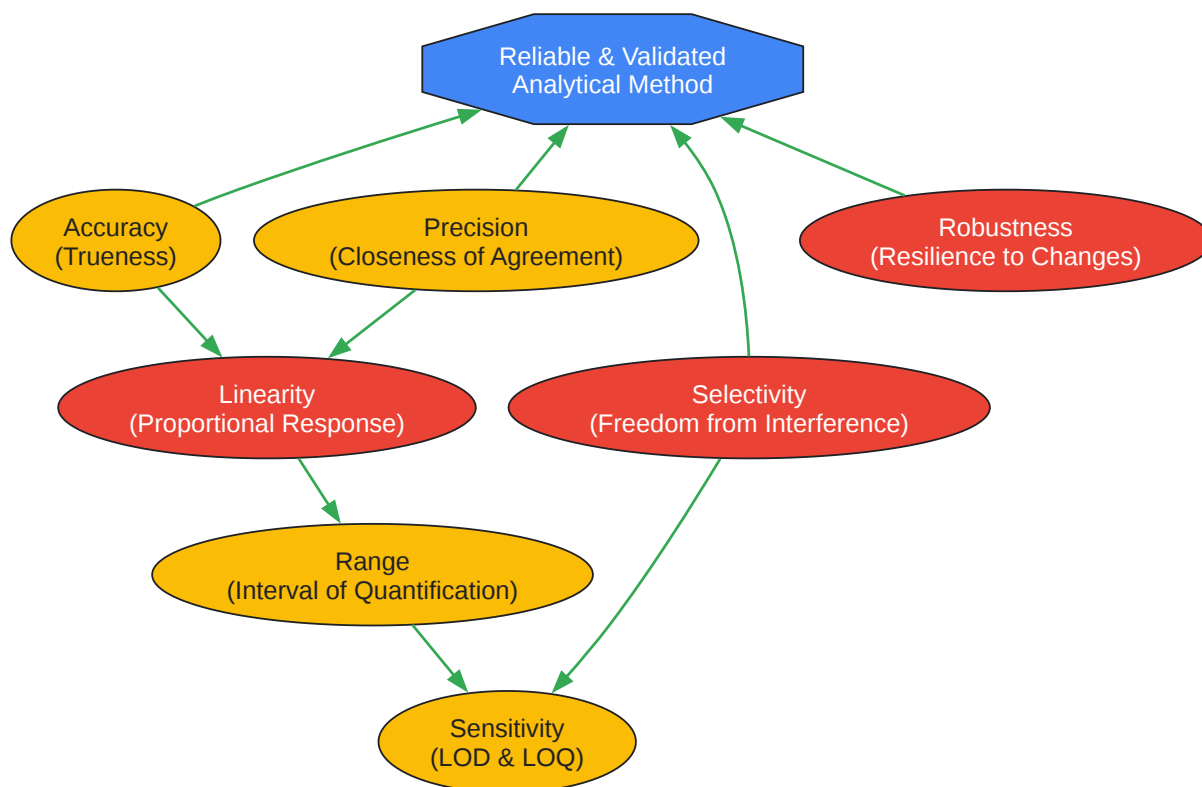 Reliable & Validated
Analytical Method
Accuracy
(Trueness)
Precision
(Closeness of Agreement)
Robustness
(Resilience to Changes)
Linearity
(Proportional Response)
Selectivity
(Freedom from Interference)
Range
(Interval of Quantification)
Sensitivity
(LOD & LOQ)